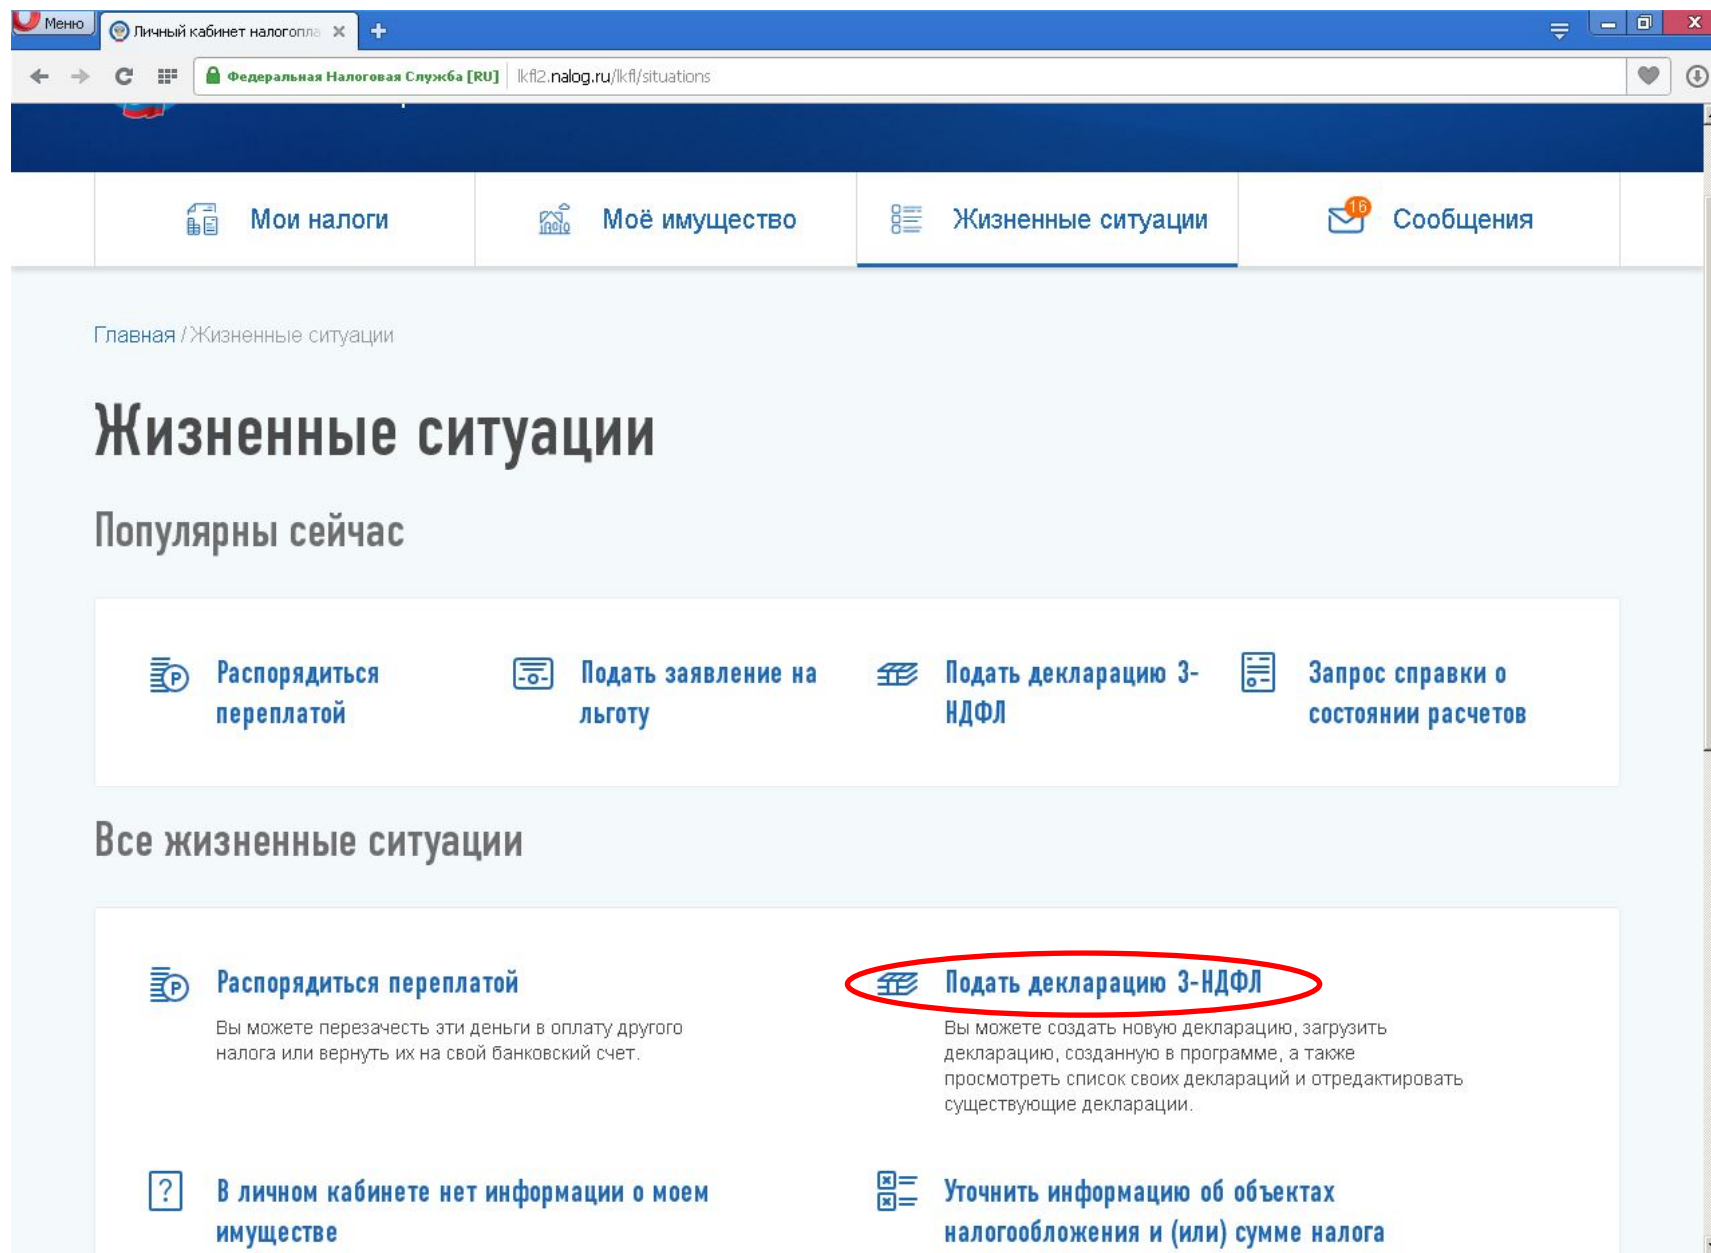 Меню
Личный кабинет налогопла
Федеральная Налоговая Служба [RU] lkfl2.nalog.ru/lkfl/situations
Мои налоги
Моё имущество
Жизненные ситуации
16
Сообщения
Главная / Жизненные ситуации
Жизненные ситуации
Популярны сейчас
Распорядиться
переплатой
Подать заявление на
льготу
Подать декларацию 3-
НДФЛ
Запрос справки о
состоянии расчетов
Все жизненные ситуации
Распорядиться переплатой
Вы можете перезачесть эти деньги в оплату другого
налога или вернуть их на свой банковский счет.
Подать декларацию 3-НДФЛ
Вы можете создать новую декларацию, загрузить
декларацию, созданную в программе, а также
просмотреть список своих деклараций и отредактировать
существующие декларации.
В личном кабинете нет информации о моем
имуществе
Уточнить информацию об объектах
налогообложения и (или) сумме налога